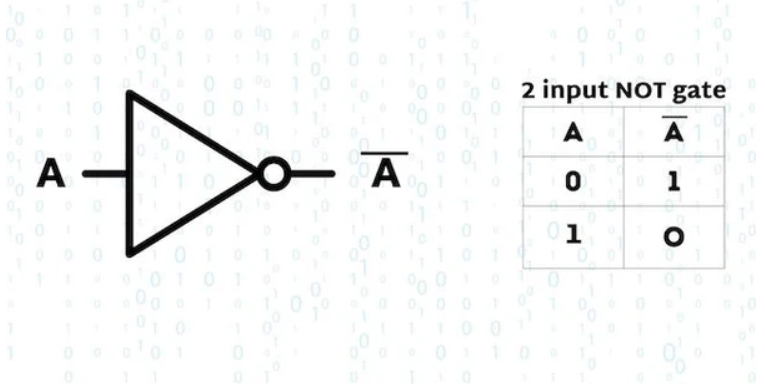 A
A̅
2 input NOT gate
A A̅
0 1
1 0